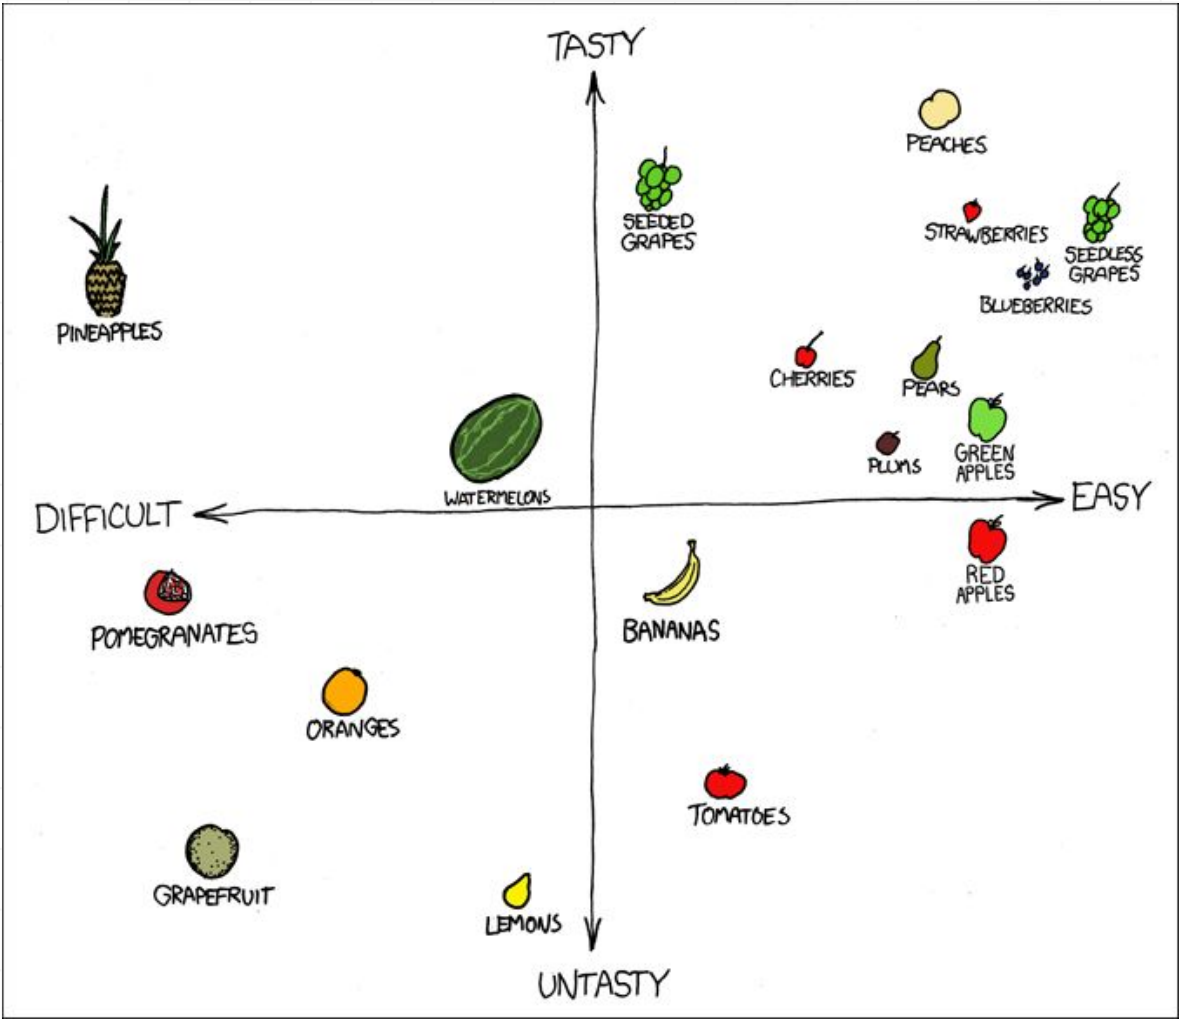 TASTY
PEACHES
SEEDED
GRAPES
STRAWBERRIES
SEEDLESS
GRAPES
BLUEBERRIES
PINEAPPLES
CHERRIES
PEARS
PLUMS
GREEN
APPLES
WATERMELONS
DIFFICULT
EASY
RED
APPLES
POMEGRANATES
BANANAS
ORANGES
TOMATOES
GRAPEFRUIT
LEMONS
UNTASTY